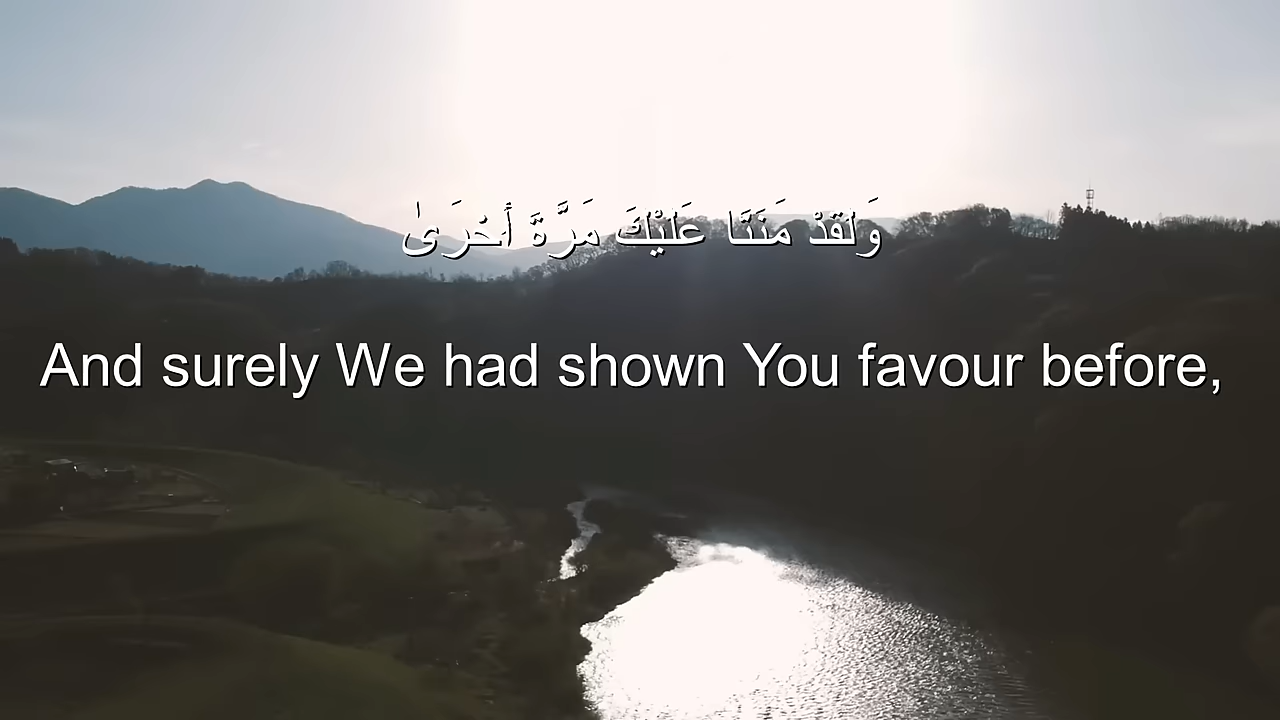 وَلَقَدْ مَنَنَّا عَلَيْكَ مَرَّةً أُخْرَىٰ
And surely We had shown You favour before,